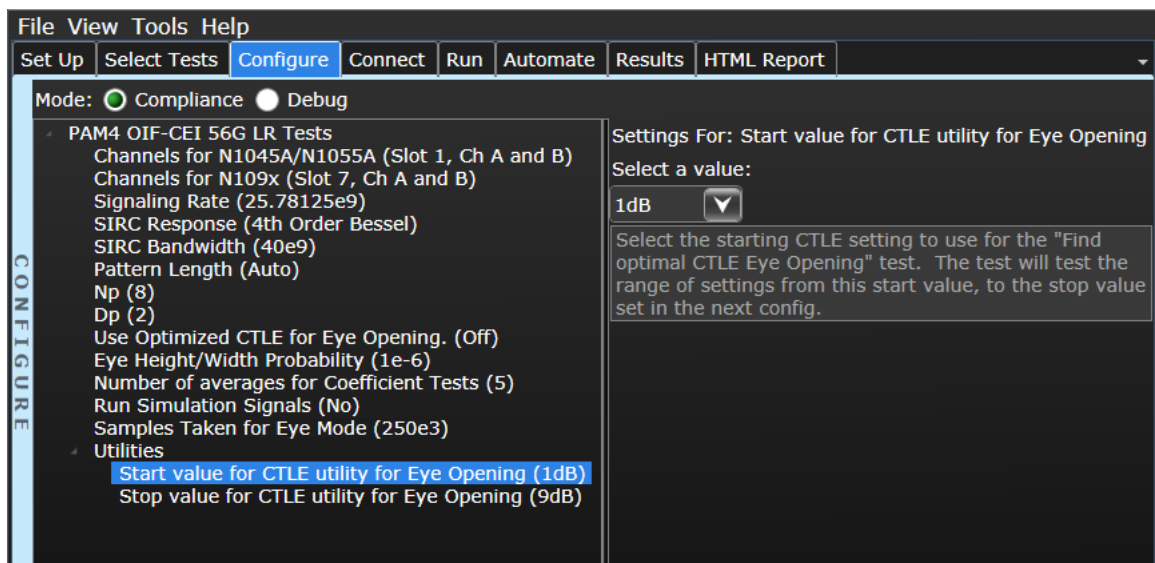 File View Tools Help
Set Up Select Tests Configure Connect Run Automate Results HTML Report
Mode: Compliance Debug
CONFIGURE
PAM4 OIF-CEI 56G LR Tests
Channels for N1045A/N1055A (Slot 1, Ch A and B)
Channels for N109x (Slot 7, Ch A and B)
Signaling Rate (25.78125e9)
SIRC Response (4th Order Bessel)
SIRC Bandwidth (40e9)
Pattern Length (Auto)
Np (8)
Dp (2)
Use Optimized CTLE for Eye Opening. (Off)
Eye Height/Width Probability (1e-6)
Number of averages for Coefficient Tests (5)
Run Simulation Signals (No)
Samples Taken for Eye Mode (250e3)
Utilities
Start value for CTLE utility for Eye Opening (1dB)
Stop value for CTLE utility for Eye Opening (9dB)
Settings For: Start value for CTLE utility for Eye Opening
Select a value:
1dB
Select the starting CTLE setting to use for the "Find
optimal CTLE Eye Opening" test. The test will test the
range of settings from this start value, to the stop value
set in the next config.